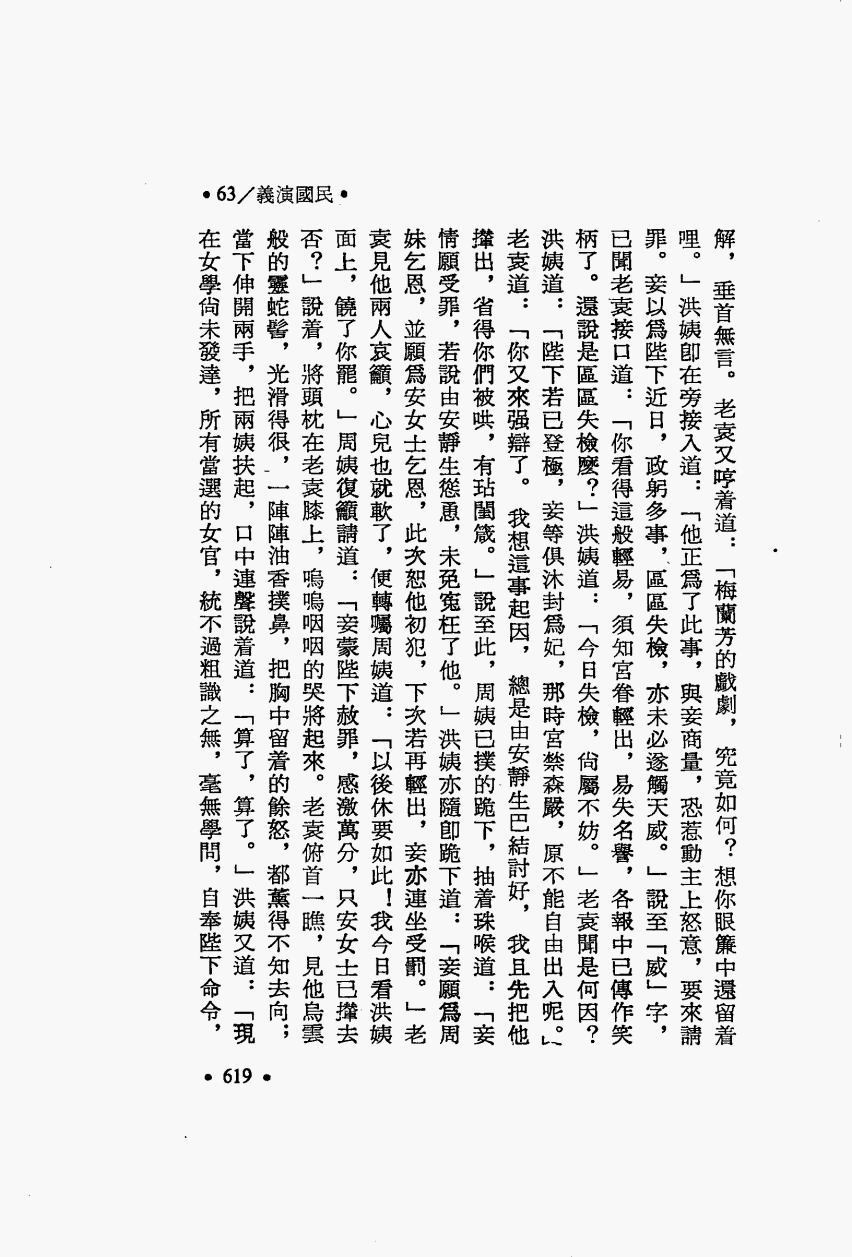 •63/義演國民•
解，垂首無言。老袁又哼着道：「梅蘭芳的戲劇，究竟如何？想你眼簾中還留着
哩。」洪姨卽在旁接入道：「他正爲了此事，與妾商量，恐惹動主上怒意，要來請
罪。妾以爲陛下近日，政躬多事，區區失檢，亦未必遂觸天威。」說至「威」字，
已聞老袁接口道：「你看得這般輕易，須知宮眷輕出，易失名譽，各報中已傳作笑
柄了。還說是區區失檢麽？」洪姨道：「今日失檢，尙屬不妨。」老袁聞是何因？
洪姨道：「陛下若已登極，妾等俱沐封爲妃，那時宮禁森嚴，原不能自由出入呢。」
老袁道：「你又來强辯了。我想這事起因，總是由安靜生巴結討好，我且先把他
攆出，省得你們被哄，有玷閨箴。」說至此，周姨已撲的跪下，抽着珠喉道：「妾
情願受罪，若說由安靜生慫恿，未免寃枉了他。」洪姨亦隨卽跪下道：「妾願爲周
妹乞恩，並願爲安女士乞恩，此次恕他初犯，下次若再輕出，妾亦連坐受罰。」老
袁見他兩人哀籲，心兒也就軟了，便轉囑周姨道：「以後休要如此！我今日看洪姨
面上，饒了你罷。」周姨復籲請道：「妾蒙陛下赦罪，感激萬分，只安女士已攆去
否？」說着，將頭枕在老袁膝上，嗚嗚咽咽的哭將起來。老袁俯首一瞧，見他烏雲
般的靈蛇髻，光滑得很，一陣陣油香撲鼻，把胸中留着的餘怒，都薰得不知去向；
當下伸開兩手，把兩姨扶起，口中連聲說着道：「算了，算了。」洪姨又道：「現
在女學尙未發達，所有當選的女官，統不過粗識之無，毫無學問，自奉陛下命令，
•619•